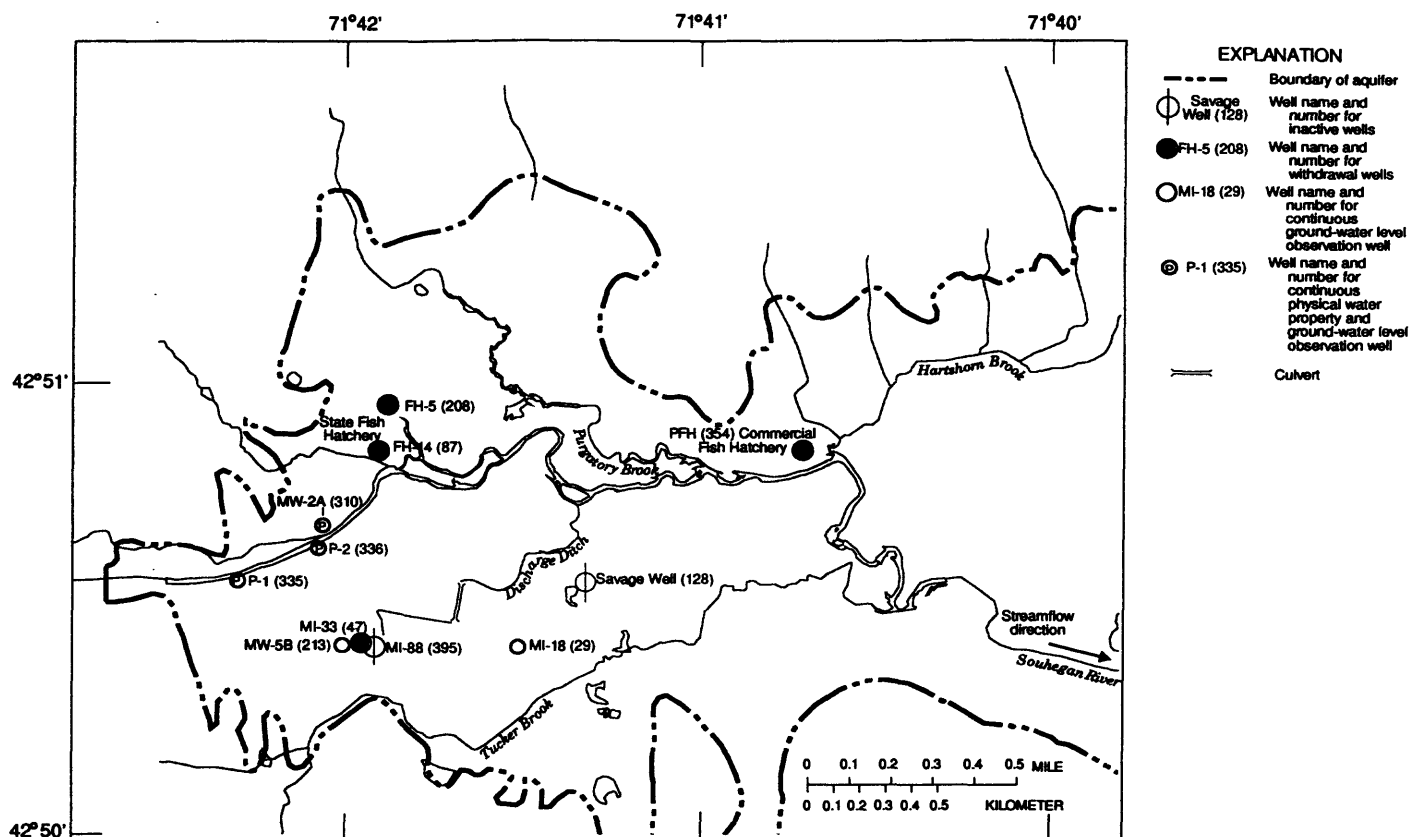 71°42'
71°41'
71°40'
EXPLANATION
Boundary of aquifer
Savage
Well (128)
Well name and
number for
inactive wells
FH-5 (208)
Well name and
number for
withdrawal wells
MI-18 (29)
Well name and
number for
continuous
ground-water level
observation well
P-1 (335)
Well name and
number for
continuous
physical water
property and
ground-water level
observation well
Culvert
42°51'
Hartshorn Brook
FH-5 (208)
State Fish
Hatchery
FH-14 (87)
PFH (354) Commercial
Fish Hatchery
Purgatory Brook
MW-2A (310)
P
P-2 (336)
P-1 (335)
Discharge Ditch
Savage Well (128)
MI-33 (47)
MW-5B (213)
MI-88 (395)
MI-18 (29)
Streamflow
direction
Souhegan River
Tucker Brook
0 0.1 0.2 0.3 0.4 0.5 MILE
0 0.1 0.2 0.3 0.4 0.5 KILOMETER
42°50'